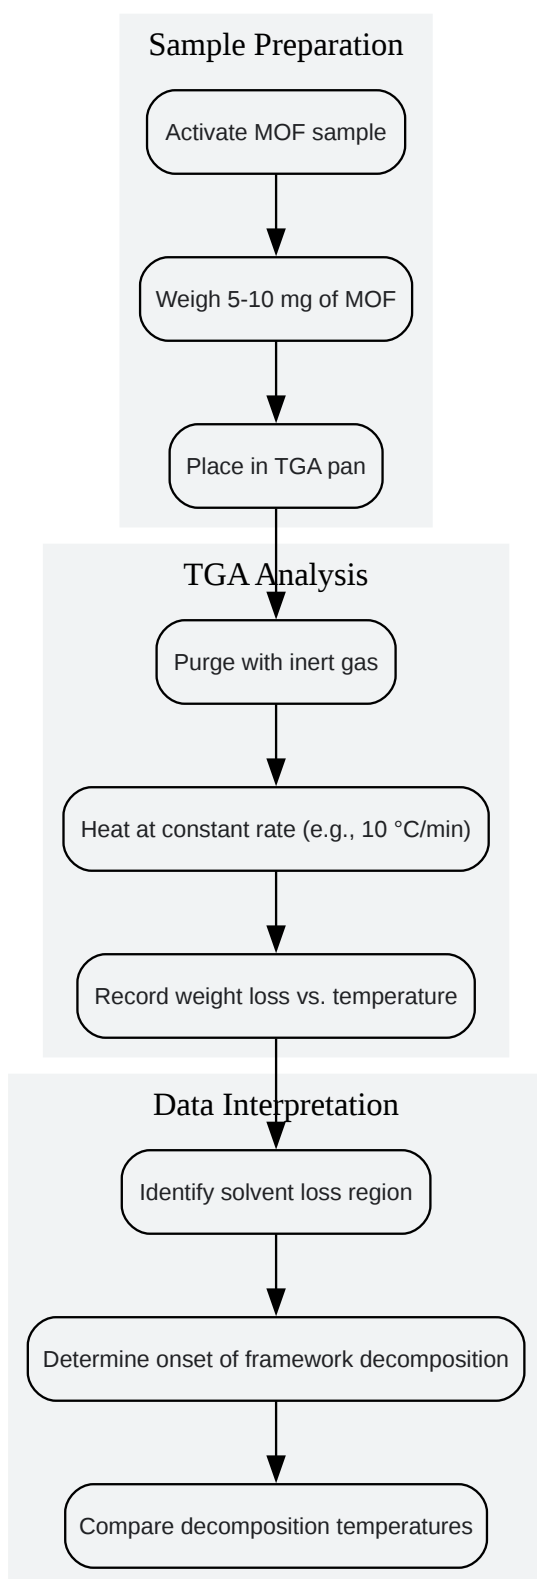 Sample Preparation
Activate MOF sample
Weigh 5-10 mg of MOF
Place in TGA pan
TGA Analysis
Purge with inert gas
Heat at constant rate (e.g., 10 °C/min)
Record weight loss vs. temperature
Data Interpretation
Identify solvent loss region
Determine onset of framework decomposition
Compare decomposition temperatures